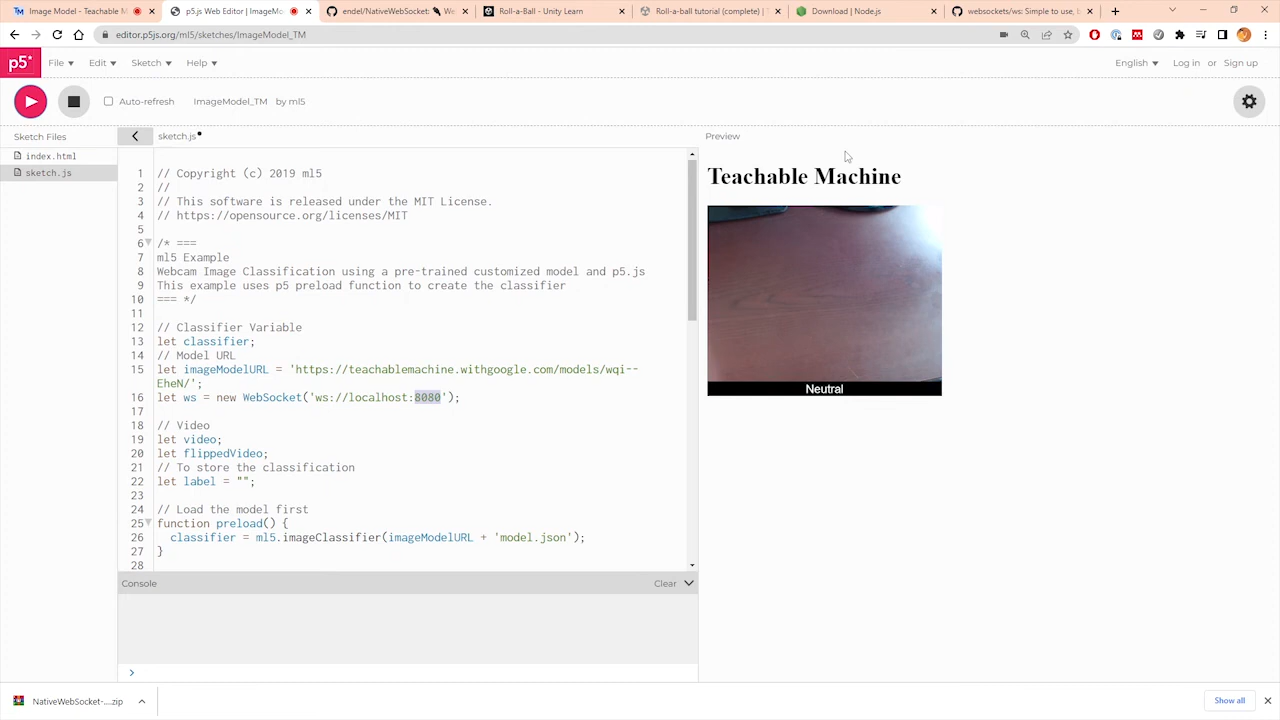 Image Model - Teachable M
p5.js Web Editor | ImageMo
endel/NativeWebSocket: 🔌 We
Roll-a-Ball - Unity Learn
Roll-a-ball tutorial (complete) |
Download | Node.js
websockets/ws: Simple to use, b
editor.p5js.org/ml5/sketches/ImageModel_TM
p5*
File
Edit
Sketch
Help
English
Log in
or
Sign up
Auto-refresh
ImageModel_TM
by ml5
Sketch Files
sketch.js
Preview
index.html
sketch.js
1 // Copyright (c) 2019 ml5
2 //
3 // This software is released under the MIT License.
4 // https://opensource.org/licenses/MIT
5
6 /* ===
7 ml5 Example
8 Webcam Image Classification using a pre-trained customized model and p5.js
9 This example uses p5 preload function to create the classifier
10 === */
11
12 // Classifier Variable
13 let classifier;
14 // Model URL
15 let imageModelURL = 'https://teachablemachine.withgoogle.com/models/wqi--
EheN/';
16 let ws = new WebSocket('ws://localhost:8080');
17
18 // Video
19 let video;
20 let flippedVideo;
21 // To store the classification
22 let label = "";
23
24 // Load the model first
25 function preload() {
26 classifier = ml5.imageClassifier(imageModelURL + 'model.json');
27 }
28
Teachable Machine
Neutral
Console
Clear
>
NativeWebSocket-....zip
Show all